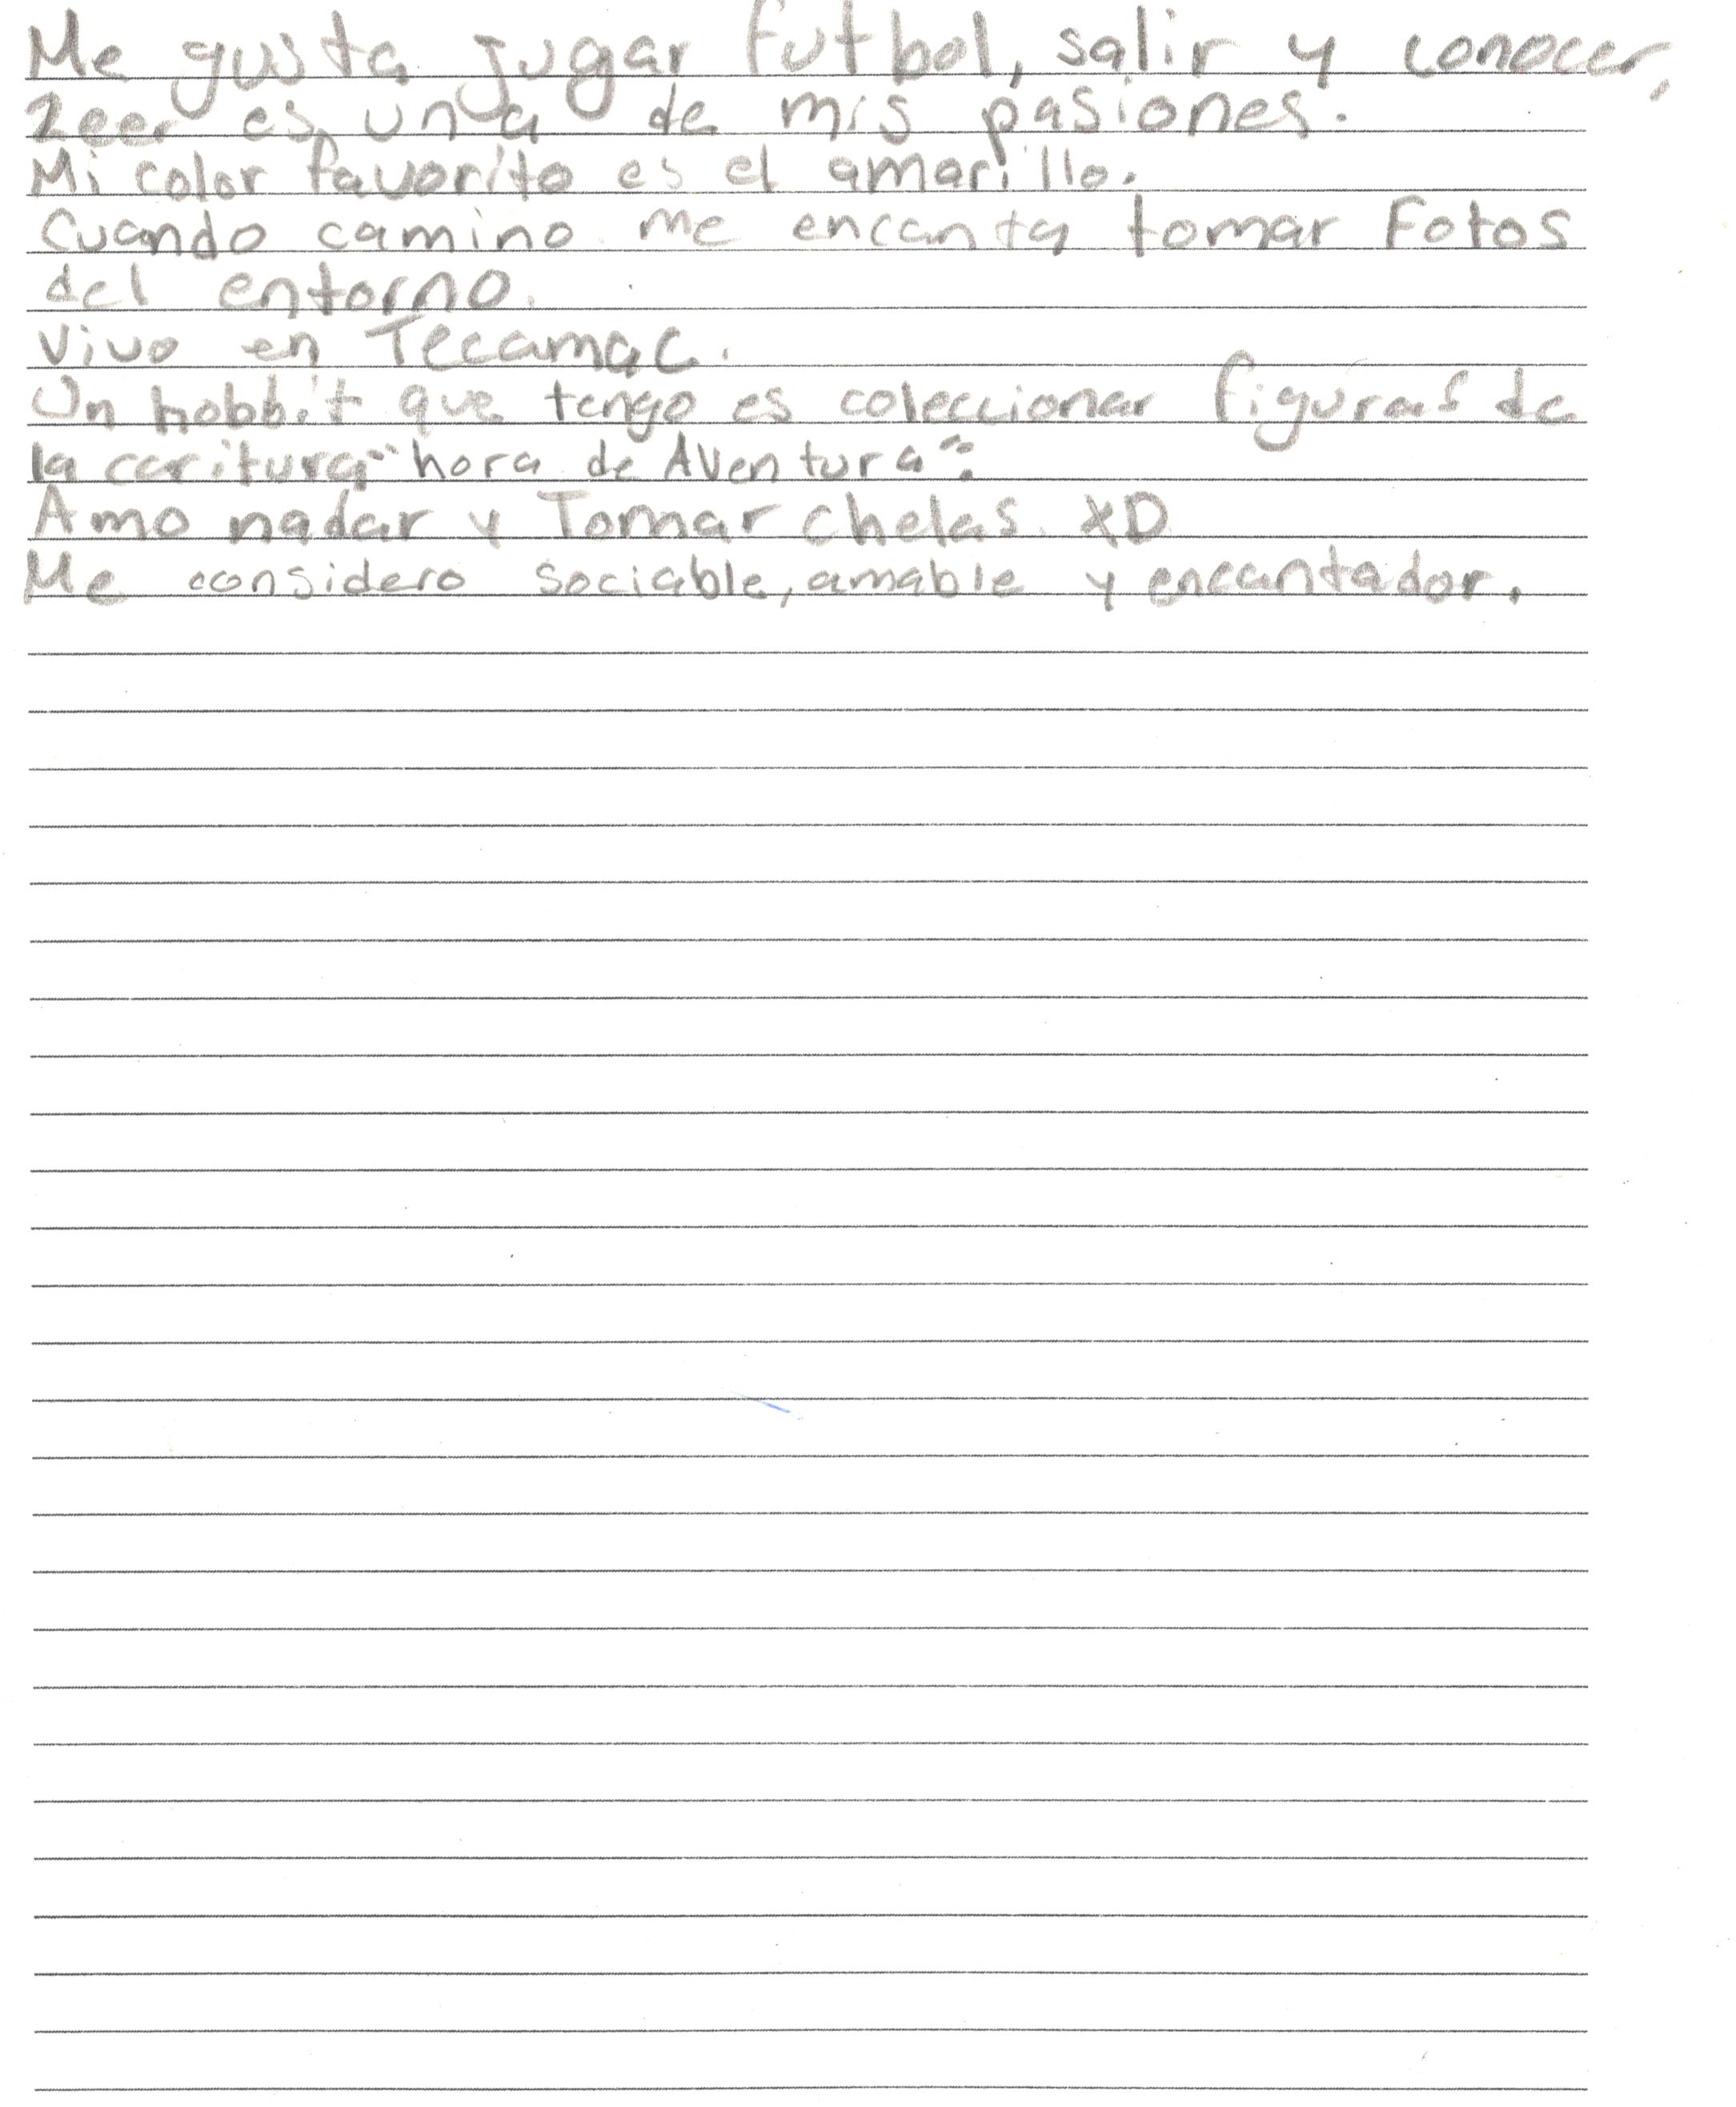 Me gusta jugar futbol, salir y conocer,
Leer es una de mis pasiones.
Mi color favorito es el amarillo.
Cuando camino me encanta tomar Fotos
del entorno.
Vivo en Tecamac.
Un hobbit que tengo es coleccionar figuras de
la caritura "hora de Aventura".
Amo nadar y Tomar chelas XD
Me considero sociable, amable y encantador.